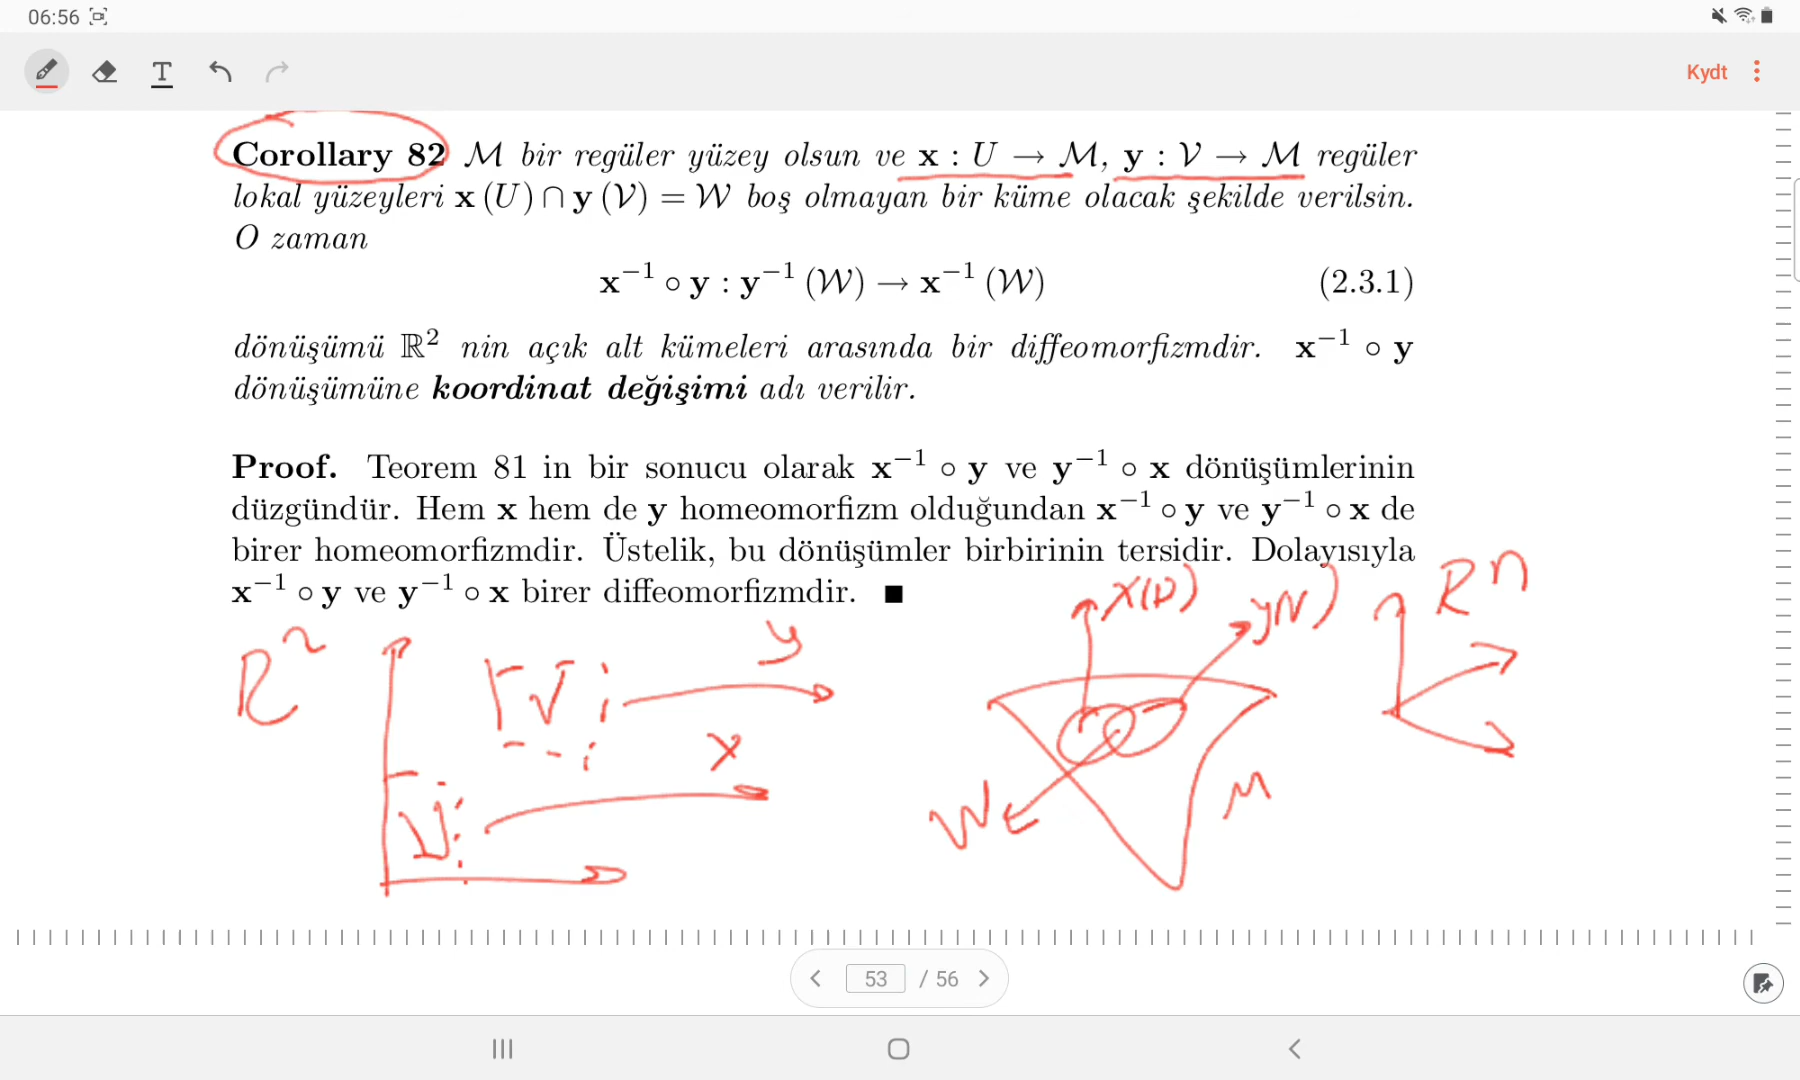 06:56
T
Kydt
Corollary 82 ℳ bir regüler yüzey olsun ve x : U → ℳ, y : 𝒱 → ℳ regüler
lokal yüzeyleri x (U) ∩ y (𝒱) = 𝒲 boş olmayan bir küme olacak şekilde verilsin.
O zaman
x⁻¹ ∘ y : y⁻¹ (𝒲) → x⁻¹ (𝒲) (2.3.1)
dönüşümü ℝ² nin açık alt kümeleri arasında bir diffeomorfizmdir. x⁻¹ ∘ y
dönüşümüne koordinat değişimi adı verilir.
Proof. Teorem 81 in bir sonucu olarak x⁻¹ ∘ y ve y⁻¹ ∘ x dönüşümlerinin
düzgündür. Hem x hem de y homeomorfizm olduğundan x⁻¹ ∘ y ve y⁻¹ ∘ x de
birer homeomorfizmdir. Üstelik, bu dönüşümler birbirinin tersidir. Dolayısıyla
x⁻¹ ∘ y ve y⁻¹ ∘ x birer diffeomorfizmdir. ■
R² V y x(U) y(V) Rⁿ
x
W M
53 / 56